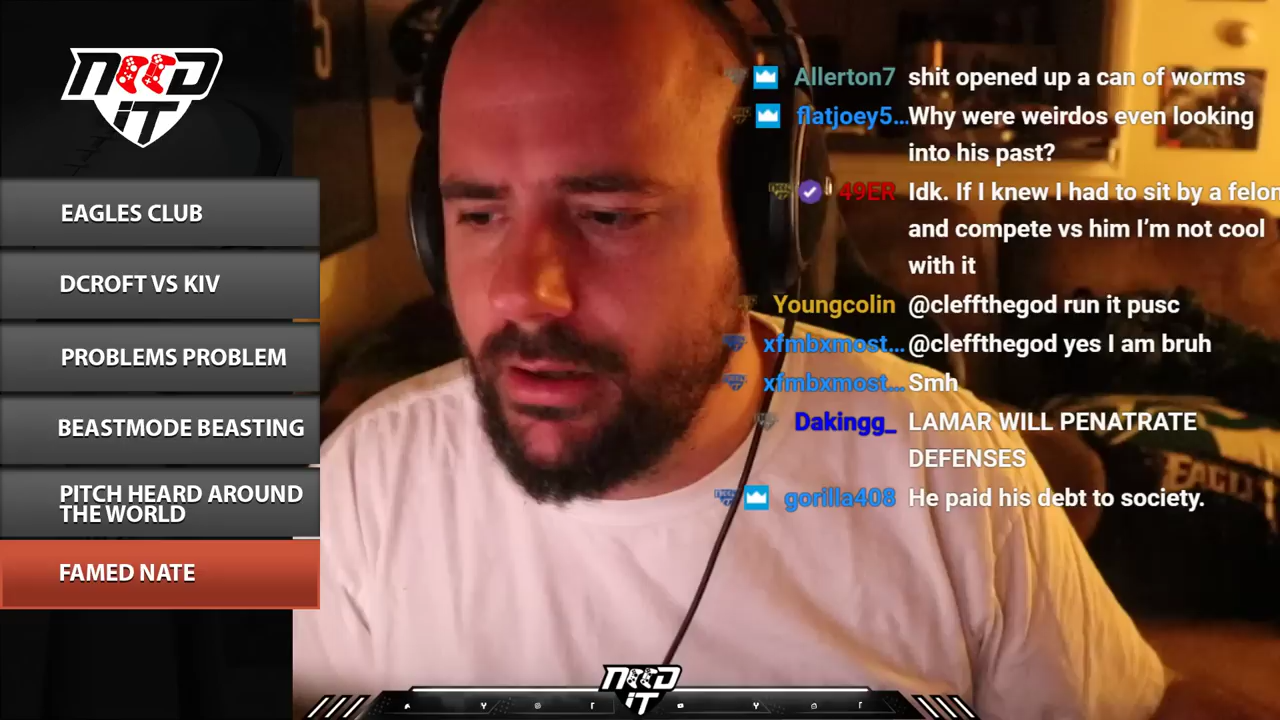 NEED
IT
EAGLES CLUB
DCROFT VS KIV
PROBLEMS PROBLEM
BEASTMODE BEASTING
PITCH HEARD AROUND
THE WORLD
FAMED NATE
Allerton7 shit opened up a can of worms
flatjoey5... Why were weirdos even looking
into his past?
49ER Idk. If I knew I had to sit by a felon
and compete vs him I’m not cool
with it
Youngcolin @cleffthegod run it pusc
xfmbxmost... @cleffthegod yes I am bruh
xfmbxmost... Smh
Dakingg_ LAMAR WILL PENATRATE
DEFENSES
gorilla408 He paid his debt to society.
EAGLES
NEED
IT